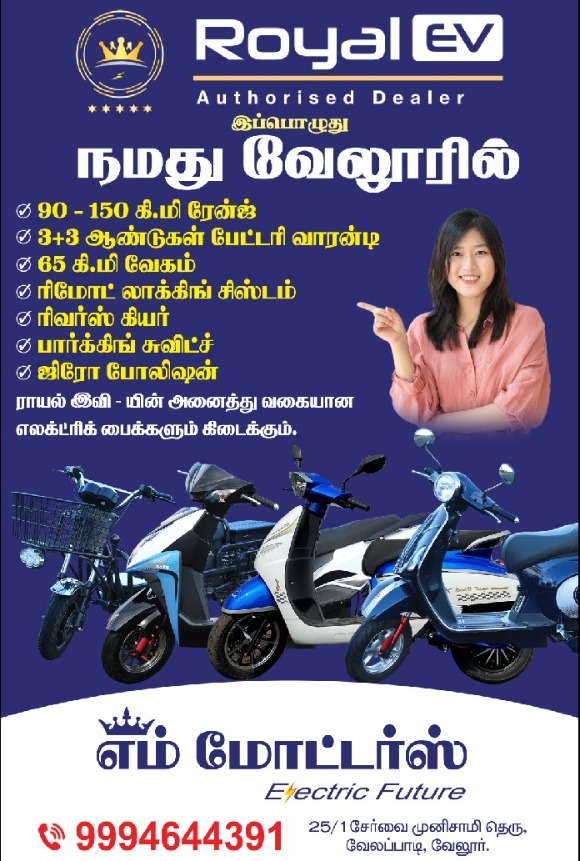 Royal EV
Authorised Dealer
இப்பொழுது
நமது வேலூரில்
90 - 150 கி.மி ரேன்ஜ்
3+3 ஆண்டுகள் பேட்டரி வாரன்டி
65 கி.மி வேகம்
ரிமோட் லாக்கிங் சிஸ்டம்
ரிவர்ஸ் கியர்
பார்க்கிங் சுவிட்ச்
ஜிரோ போலிஷன்
ராயல் இவி - யின் அனைத்து வகையான
எலக்ட்ரிக் பைக்களும் கிடைக்கும்.
எம் மோட்டர்ஸ்
Electric Future
9994644391
25/1 சேர்வை முனிசாமி தெரு,
வேலப்பாடி, வேலூர்.